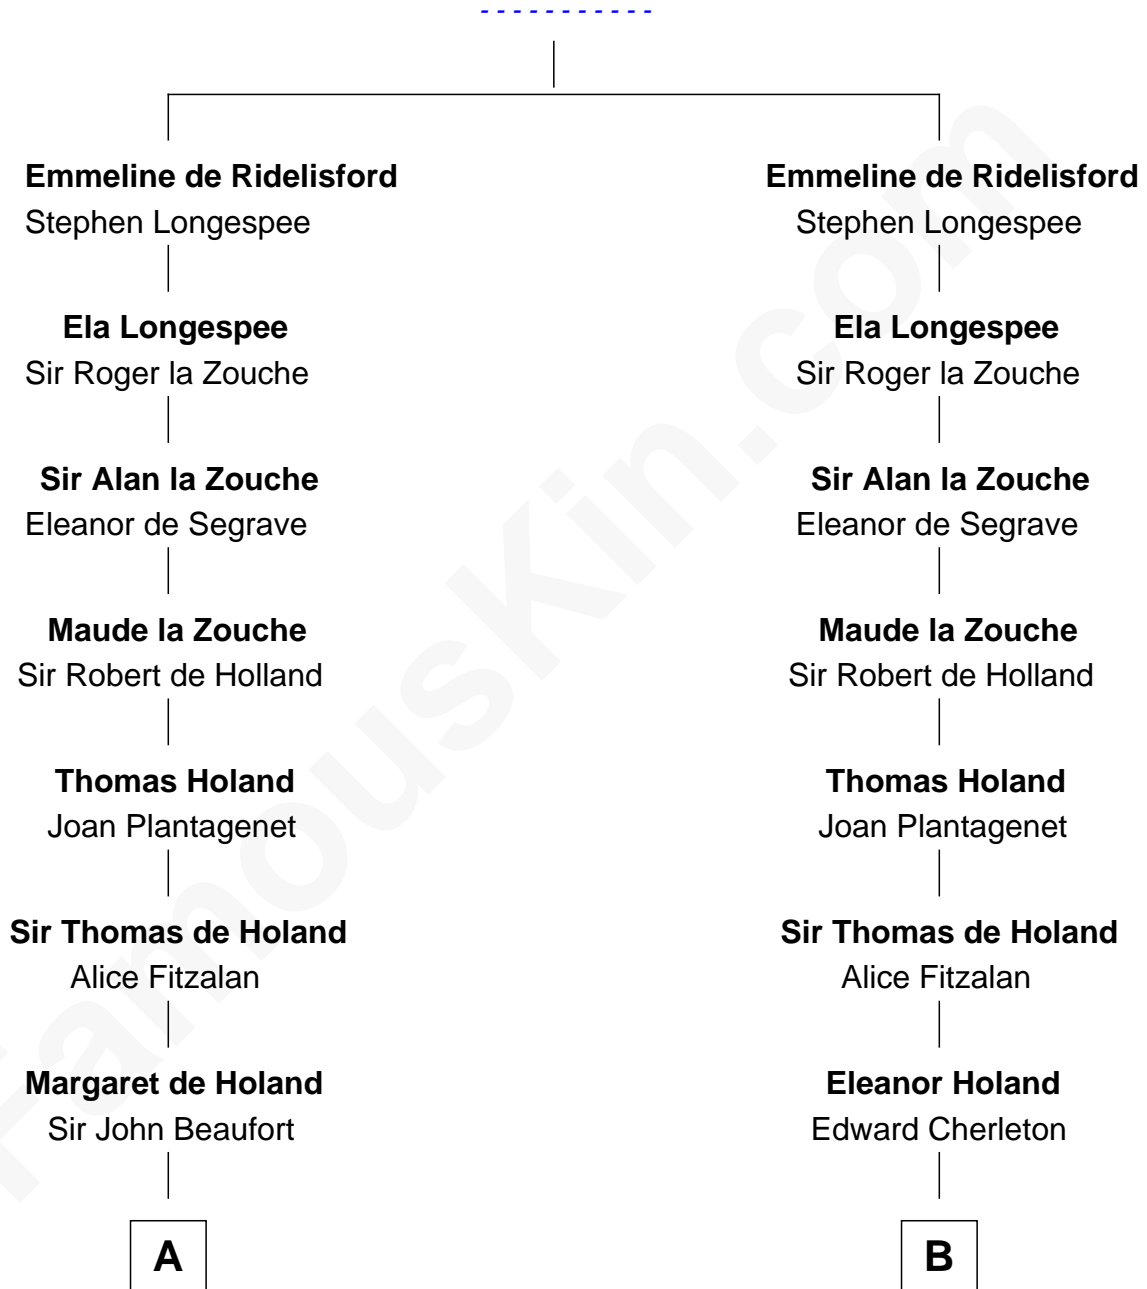 - - - - - - - - - - -
Emmeline de Ridelisford Emmeline de Ridelisford
Stephen Longespee Stephen Longespee
Ela Longespee Ela Longespee
Sir Roger la Zouche Sir Roger la Zouche
Sir Alan la Zouche Sir Alan la Zouche
Eleanor de Segrave Eleanor de Segrave
Maude la Zouche Maude la Zouche
Sir Robert de Holland Sir Robert de Holland
Thomas Holand Thomas Holand
Joan Plantagenet Joan Plantagenet
Sir Thomas de Holand Sir Thomas de Holand
Alice Fitzalan Alice Fitzalan
Margaret de Holand Eleanor Holand
Sir John Beaufort Edward Cherleton
A B
FamousKin.com